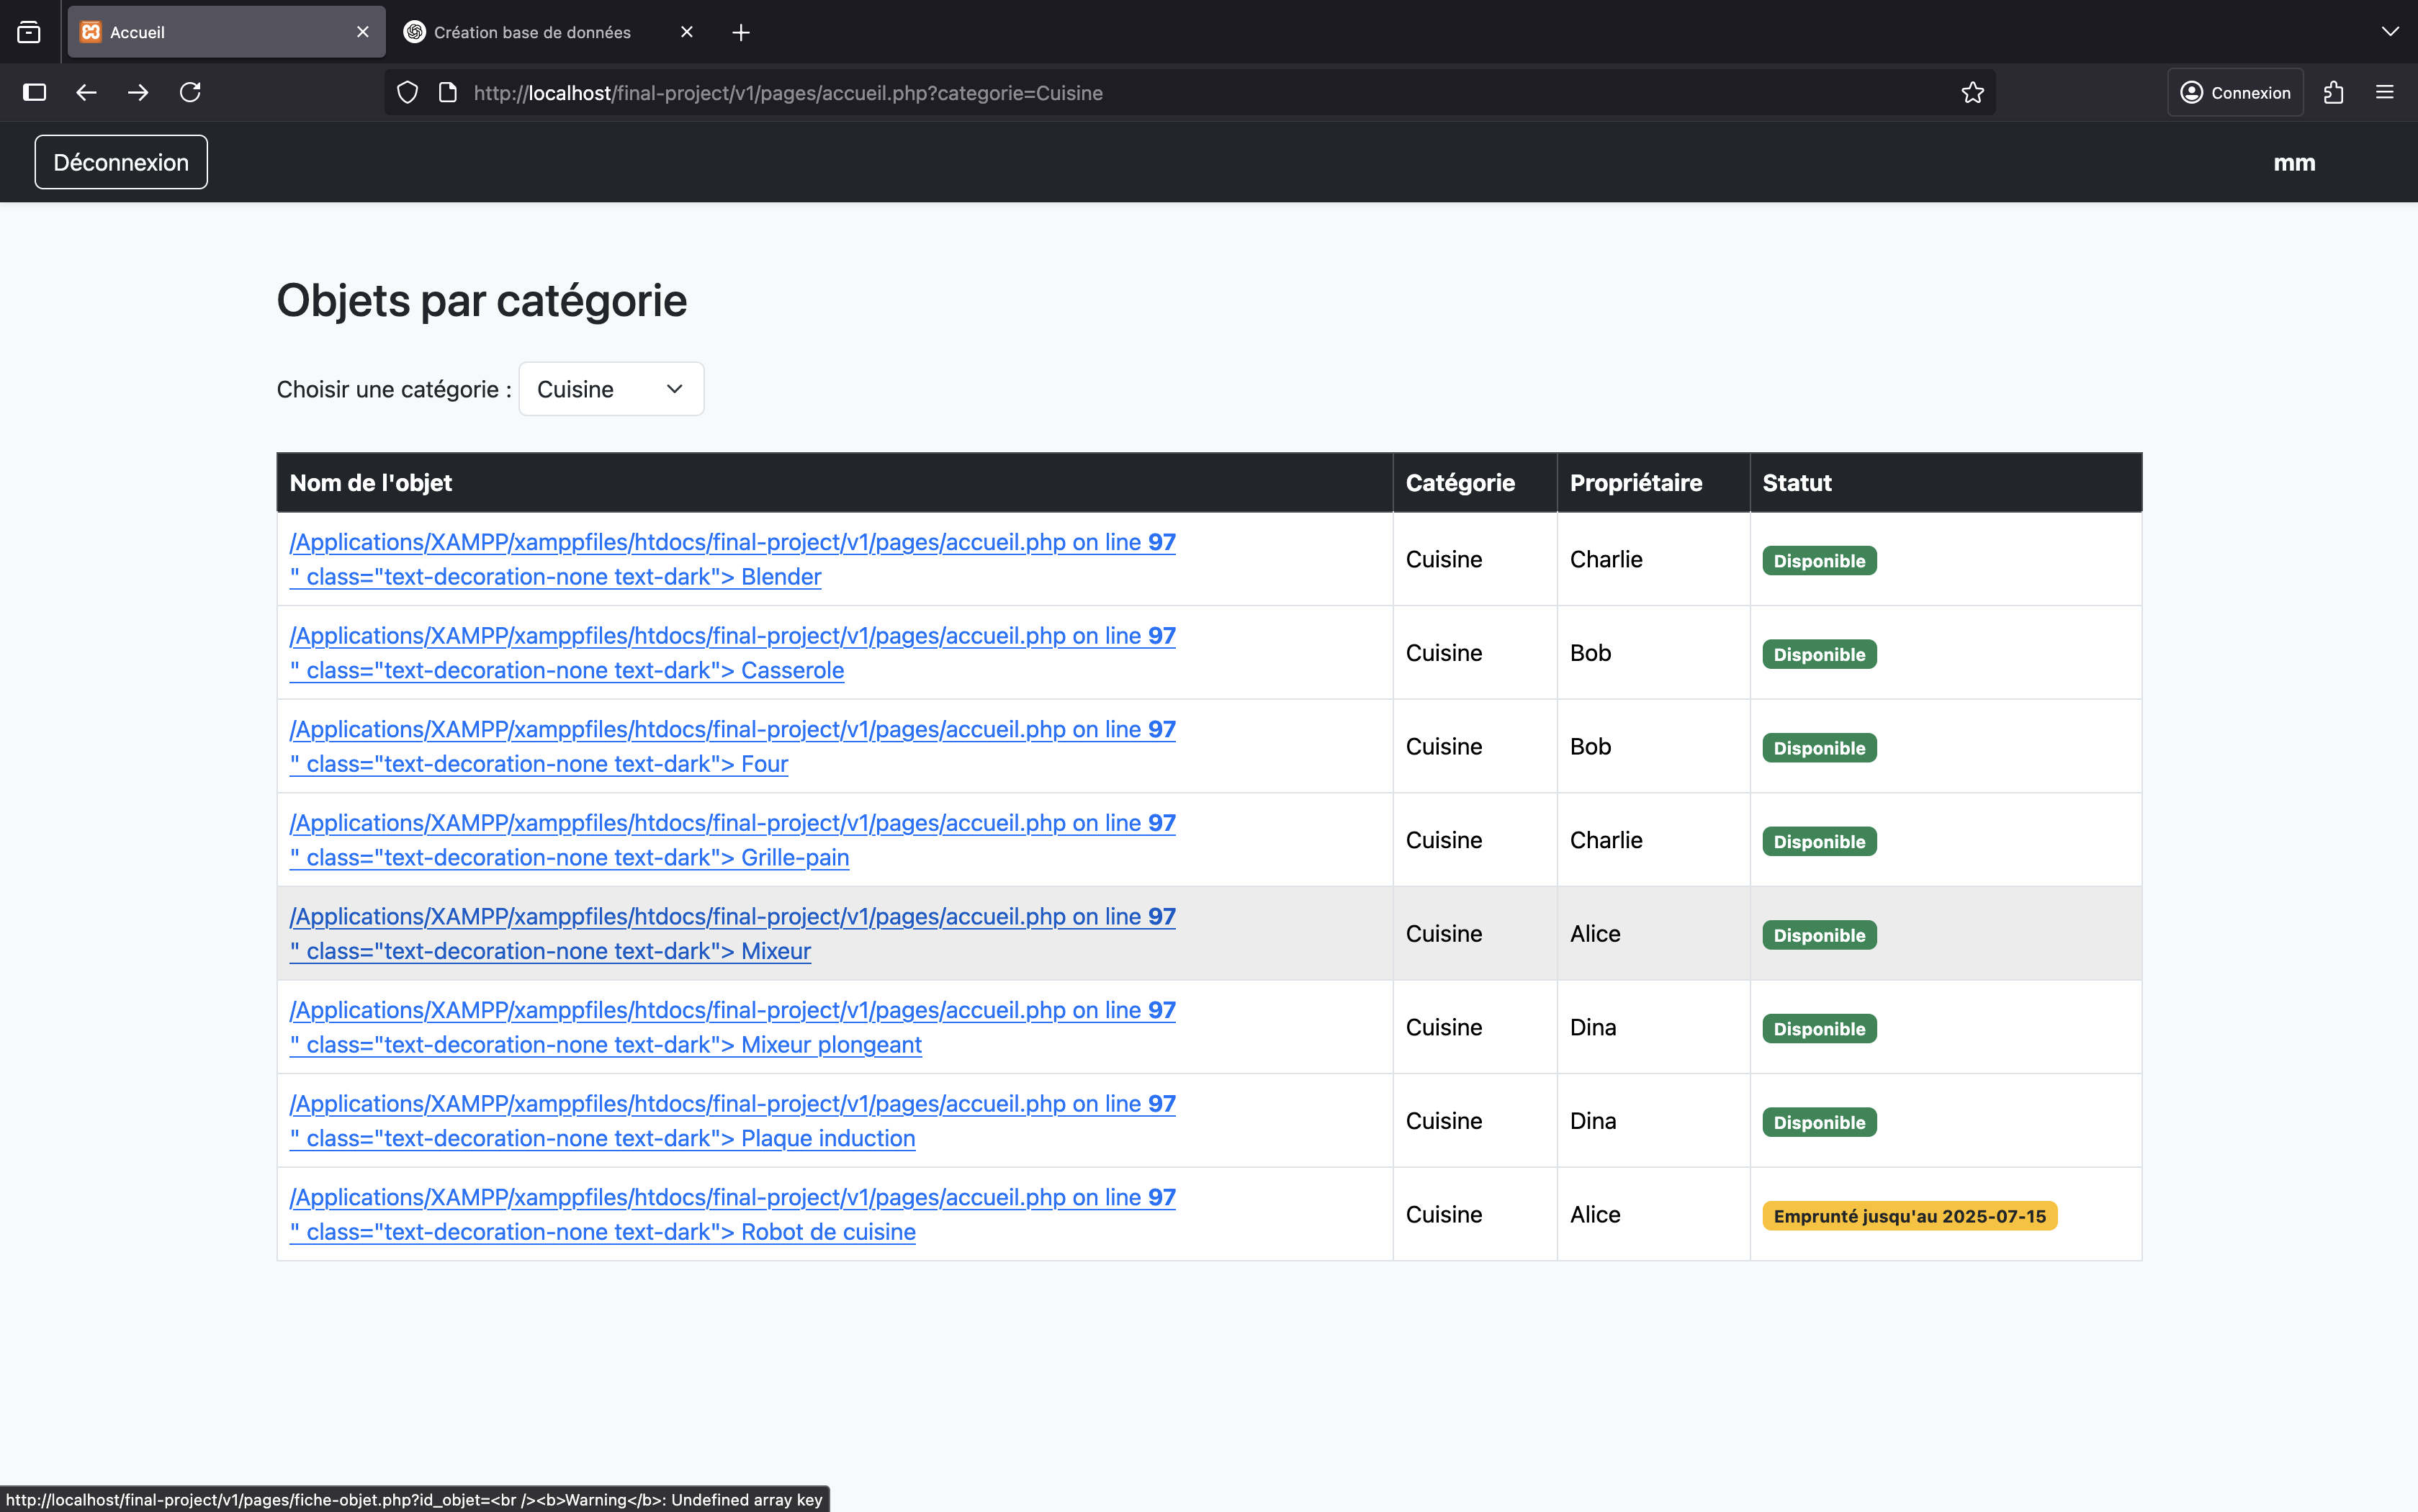 Accueil
Création base de données
http://localhost/final-project/v1/pages/accueil.php?categorie=Cuisine
Connexion
Déconnexion
mm
Objets par catégorie
Choisir une catégorie : Cuisine
Nom de l'objet Catégorie Propriétaire Statut
/Applications/XAMPP/xamppfiles/htdocs/final-project/v1/pages/accueil.php on line 97
" class="text-decoration-none text-dark"> Blender
Cuisine Charlie Disponible
/Applications/XAMPP/xamppfiles/htdocs/final-project/v1/pages/accueil.php on line 97
" class="text-decoration-none text-dark"> Casserole
Cuisine Bob Disponible
/Applications/XAMPP/xamppfiles/htdocs/final-project/v1/pages/accueil.php on line 97
" class="text-decoration-none text-dark"> Four
Cuisine Bob Disponible
/Applications/XAMPP/xamppfiles/htdocs/final-project/v1/pages/accueil.php on line 97
" class="text-decoration-none text-dark"> Grille-pain
Cuisine Charlie Disponible
/Applications/XAMPP/xamppfiles/htdocs/final-project/v1/pages/accueil.php on line 97
" class="text-decoration-none text-dark"> Mixeur
Cuisine Alice Disponible
/Applications/XAMPP/xamppfiles/htdocs/final-project/v1/pages/accueil.php on line 97
" class="text-decoration-none text-dark"> Mixeur plongeant
Cuisine Dina Disponible
/Applications/XAMPP/xamppfiles/htdocs/final-project/v1/pages/accueil.php on line 97
" class="text-decoration-none text-dark"> Plaque induction
Cuisine Dina Disponible
/Applications/XAMPP/xamppfiles/htdocs/final-project/v1/pages/accueil.php on line 97
" class="text-decoration-none text-dark"> Robot de cuisine
Cuisine Alice Emprunté jusqu'au 2025-07-15
http://localhost/final-project/v1/pages/fiche-objet.php?id_objet=<br /><b>Warning</b>: Undefined array key